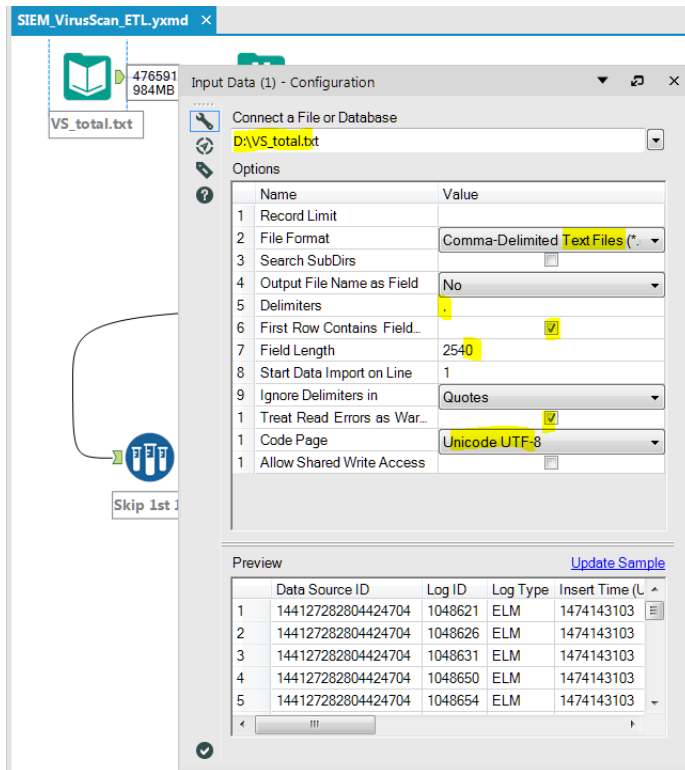 SIEM_VirusScan_ETL.yxmd ×
476591
984MB
VS_total.txt
Skip 1st 1
Input Data (1) - Configuration
Connect a File or Database
D:\VS_total.txt
Options
Name Value
1 Record Limit
2 File Format Comma-Delimited Text Files (*.
3 Search SubDirs
4 Output File Name as Field No
5 Delimiters ,
6 First Row Contains Field...
7 Field Length 2540
8 Start Data Import on Line 1
9 Ignore Delimiters in Quotes
1 Treat Read Errors as War...
1 Code Page Unicode UTF-8
1 Allow Shared Write Access
Preview Update Sample
Data Source ID Log ID Log Type Insert Time (U
1 144127282804424704 1048621 ELM 1474143103
2 144127282804424704 1048626 ELM 1474143103
3 144127282804424704 1048631 ELM 1474143103
4 144127282804424704 1048650 ELM 1474143103
5 144127282804424704 1048654 ELM 1474143103